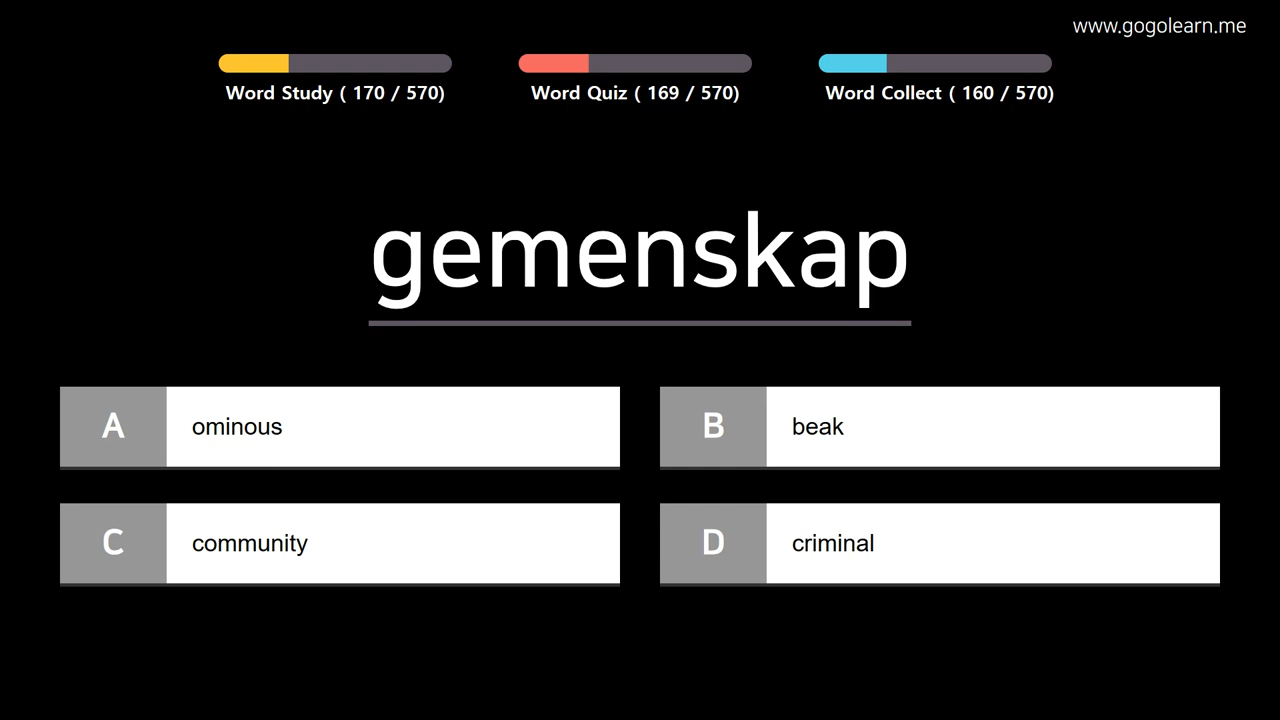 www.gogolearn.me
Word Study ( 170 / 570)
Word Quiz ( 169 / 570)
Word Collect ( 160 / 570)
gemenskap
A ominous
B beak
C community
D criminal